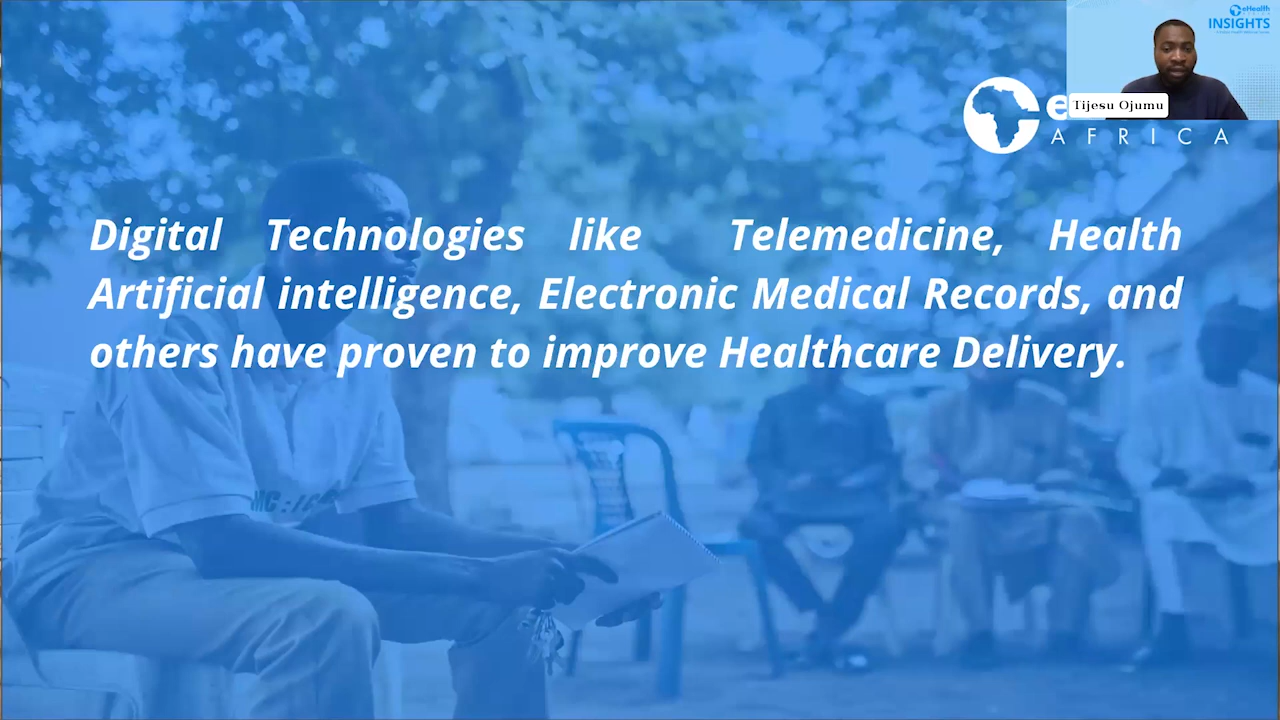 eHealth
INSIGHTS
Tijesu Ojumu
e
AFRICA
Digital Technologies like Telemedicine, Health
Artificial intelligence, Electronic Medical Records, and
others have proven to improve Healthcare Delivery.